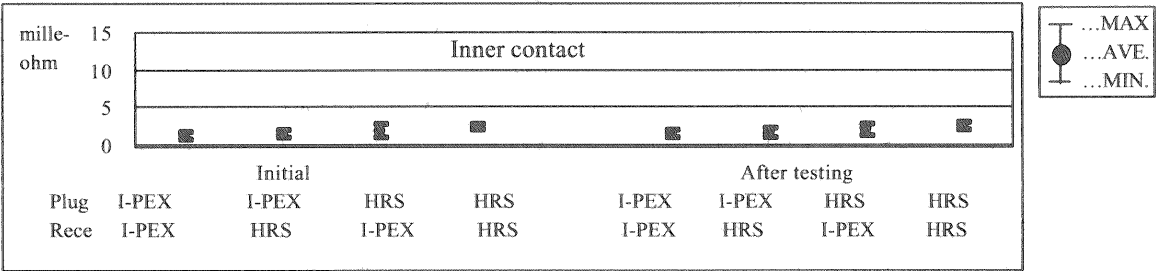 mille-
ohm
15
10
5
0
Inner contact
Initial
After testing
Plug I-PEX I-PEX HRS HRS I-PEX I-PEX HRS HRS
Rece I-PEX HRS I-PEX HRS I-PEX HRS I-PEX HRS
...MAX
...AVE.
...MIN.